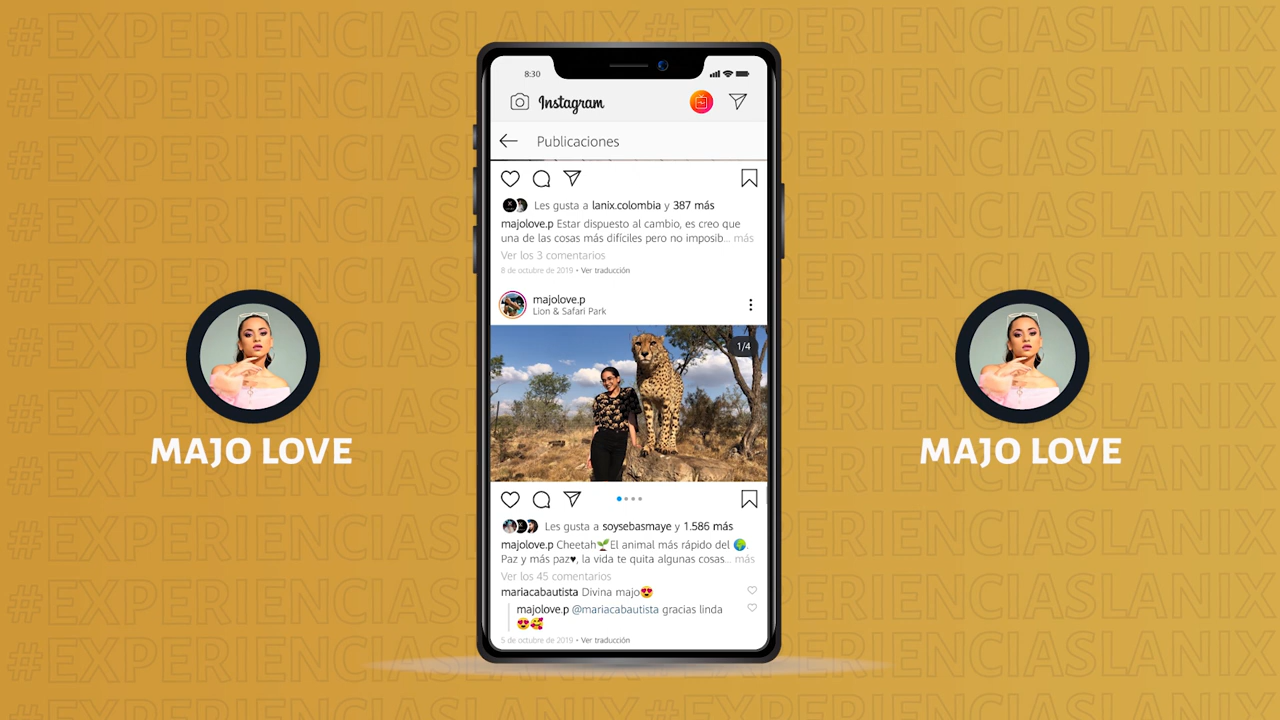 #EXPERIENCIASLANIX#EXPERIENCIASLANIX
8:30
Instagram
Publicaciones
Les gusta a lanix.colombia y 387 más
majolove.p Estar dispuesto al cambio, es creo que
una de las cosas más difíciles pero no imposib... más
Ver los 3 comentarios
8 de octubre de 2019 • Ver traducción
majolove.p
Lion & Safari Park
1/4
MAJO LOVE
MAJO LOVE
Les gusta a soysebasmaye y 1.586 más
majolove.p Cheetah🌱El animal más rápido del 🌍.
Paz y más paz♥, la vida te quita algunas cosas... más
Ver los 45 comentarios
mariacabautista Divina majo😍
majolove.p @mariacabautista gracias linda
😍🥰
5 de octubre de 2019 • Ver traducción